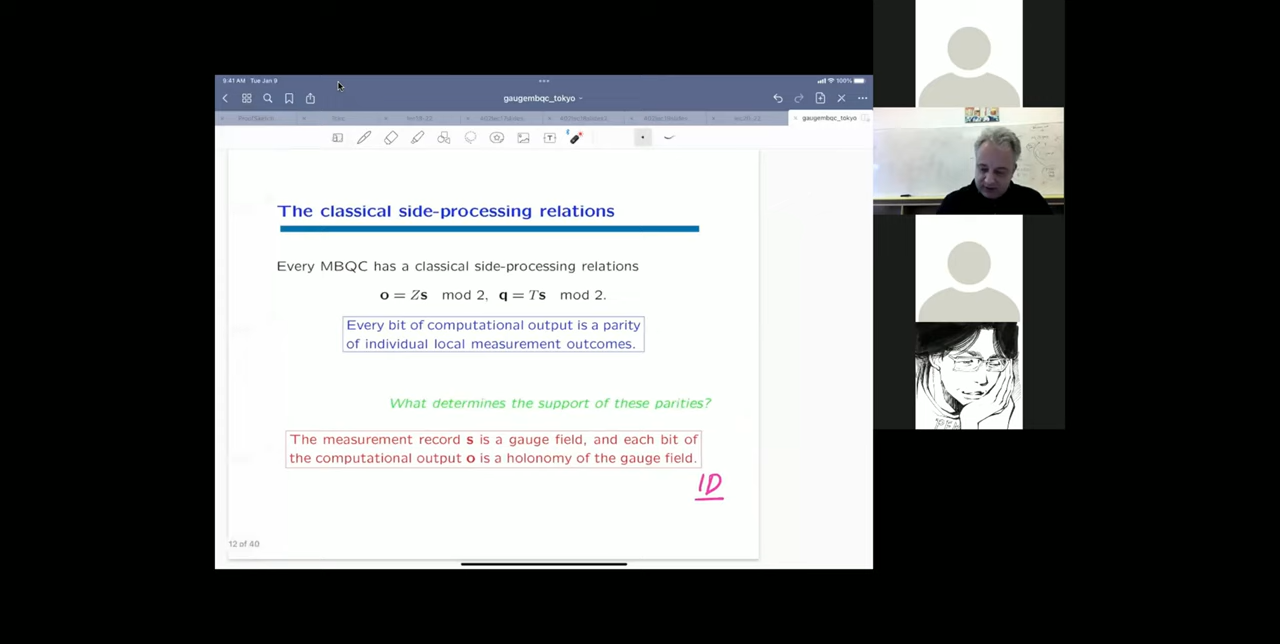 9:41 AM Tue Jan 9
100%
gaugembqc_tokyo
gaugembqc_tokyo
The classical side-processing relations
Every MBQC has a classical side-processing relations
o = Zs mod 2, q = Ts mod 2.
Every bit of computational output is a parity
of individual local measurement outcomes.
What determines the support of these parities?
The measurement record s is a gauge field, and each bit of
the computational output o is a holonomy of the gauge field.
1D
12 of 40